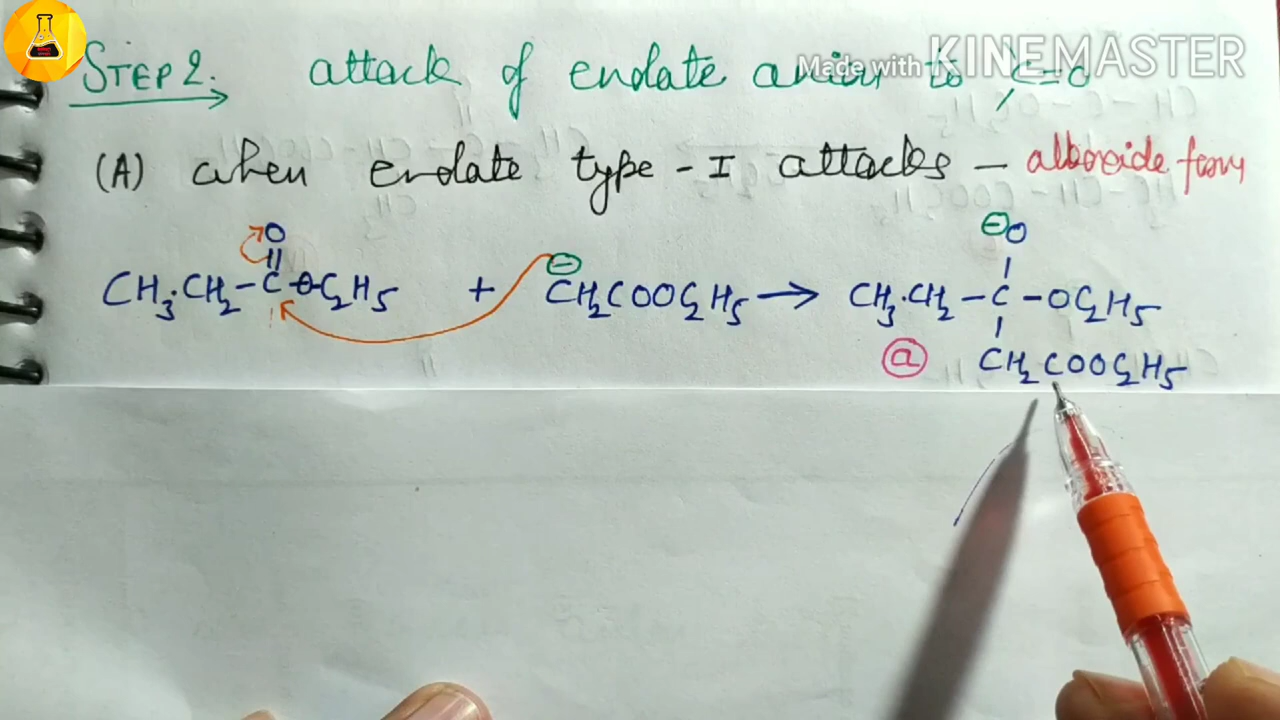 STEP 2. attack of enolate anion to C=O
Made with KINEMASTER
(A) when enolate type - I attacks - alkoxide form
O ⊖O
CH₃.CH₂-C-OC₂H₅ + ⊖CH₂COOC₂H₅ → CH₃.CH₂-C-OC₂H₅
ⓐ CH₂COOC₂H₅